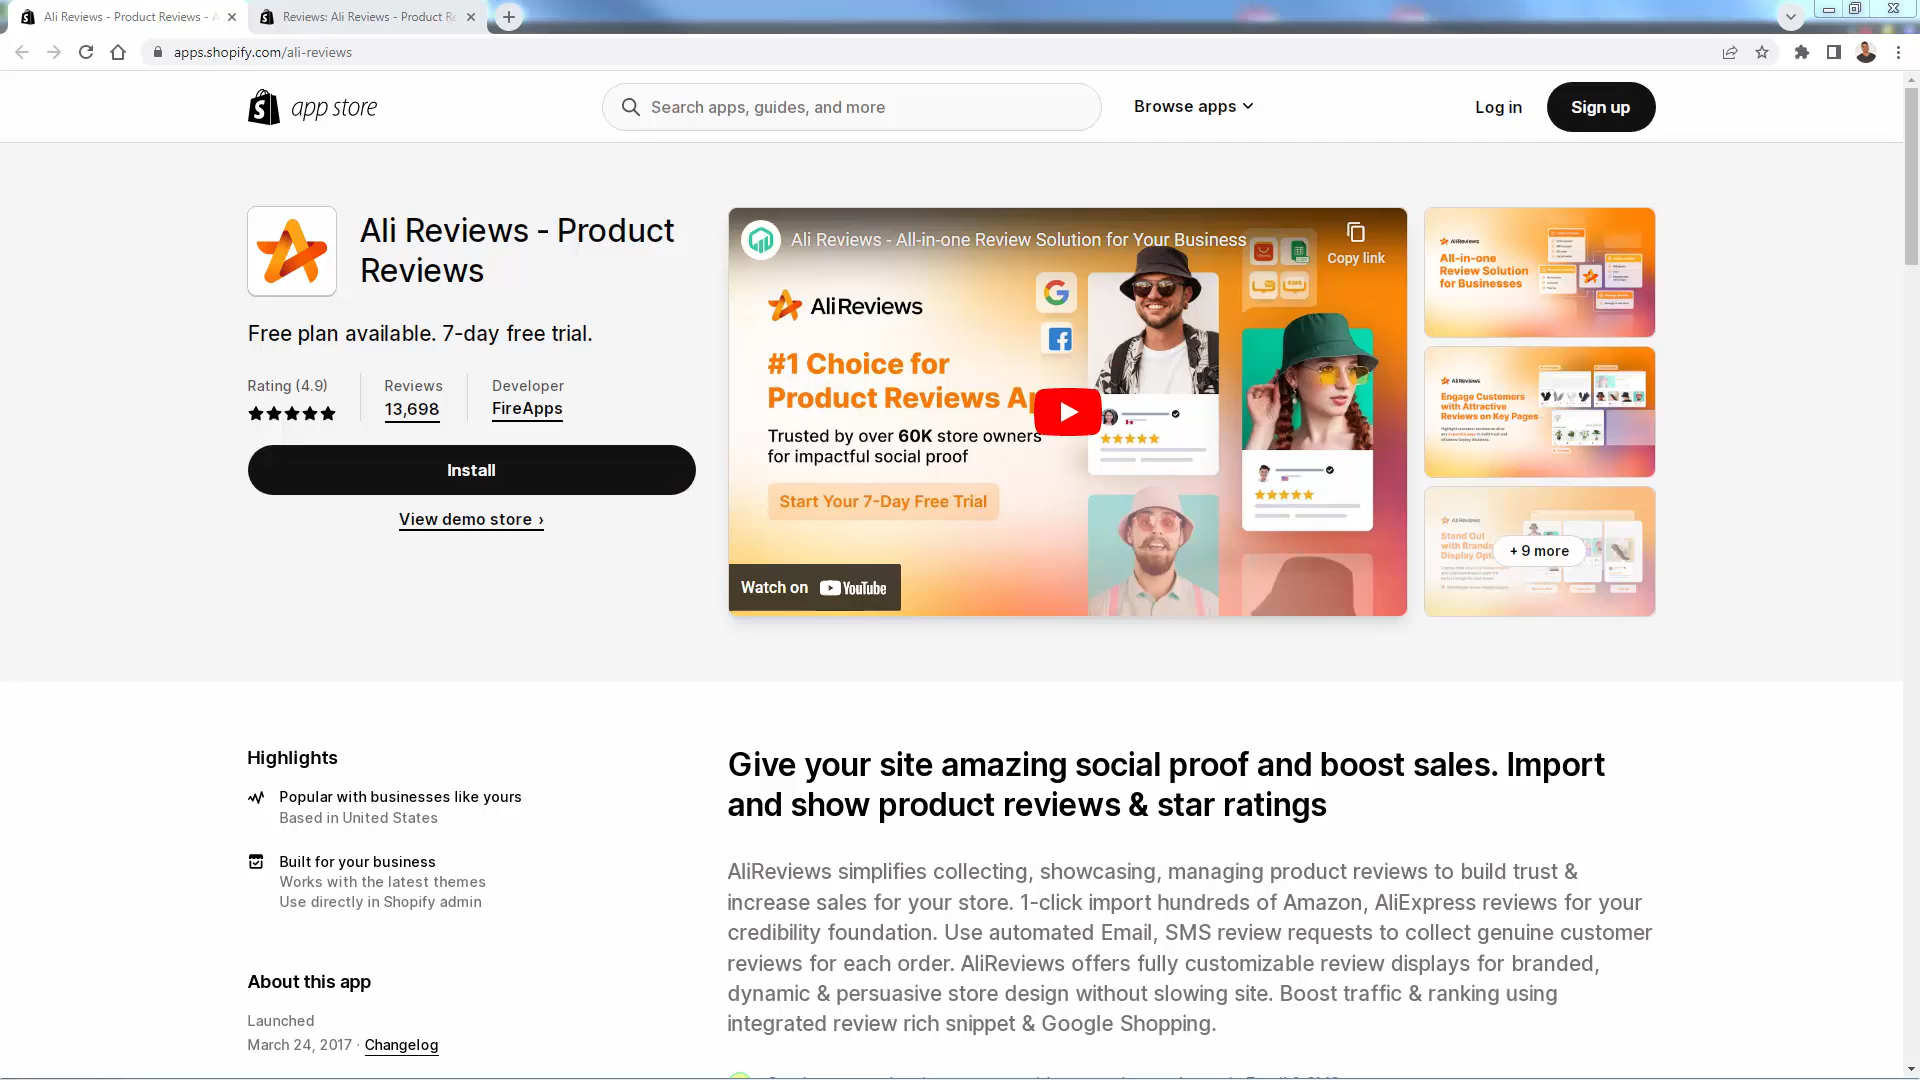 Ali Reviews - Product Reviews - A
Reviews: Ali Reviews - Product Re
apps.shopify.com/ali-reviews
app store
Search apps, guides, and more
Browse apps
Log in
Sign up
Ali Reviews - Product
Reviews
Free plan available. 7-day free trial.
Rating (4.9)
Reviews
13,698
Developer
FireApps
Install
View demo store ›
Ali Reviews - All-in-one Review Solution for Your Business
Copy link
AliReviews
#1 Choice for
Product Reviews A
Trusted by over 60K store owners
for impactful social proof
Start Your 7-Day Free Trial
Watch on YouTube
AliReviews
All-in-one
Review Solution
for Businesses
AliReviews
Engage Customers
with Attractive
Reviews on Key Pages
AliReviews
Stand Out
with Brand
Display Opt
+ 9 more
Highlights
Popular with businesses like yours
Based in United States
Built for your business
Works with the latest themes
Use directly in Shopify admin
About this app
Launched
March 24, 2017 · Changelog
Give your site amazing social proof and boost sales. Import
and show product reviews & star ratings
AliReviews simplifies collecting, showcasing, managing product reviews to build trust &
increase sales for your store. 1-click import hundreds of Amazon, AliExpress reviews for your
credibility foundation. Use automated Email, SMS review requests to collect genuine customer
reviews for each order. AliReviews offers fully customizable review displays for branded,
dynamic & persuasive store design without slowing site. Boost traffic & ranking using
integrated review rich snippet & Google Shopping.